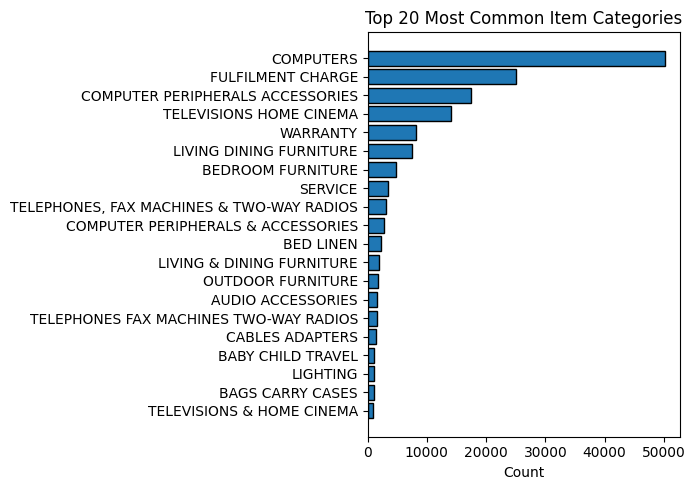 Top 20 Most Common Item Categories
COMPUTERS
FULFILMENT CHARGE
COMPUTER PERIPHERALS ACCESSORIES
TELEVISIONS HOME CINEMA
WARRANTY
LIVING DINING FURNITURE
BEDROOM FURNITURE
SERVICE
TELEPHONES, FAX MACHINES & TWO-WAY RADIOS
COMPUTER PERIPHERALS & ACCESSORIES
BED LINEN
LIVING & DINING FURNITURE
OUTDOOR FURNITURE
AUDIO ACCESSORIES
TELEPHONES FAX MACHINES TWO-WAY RADIOS
CABLES ADAPTERS
BABY CHILD TRAVEL
LIGHTING
BAGS CARRY CASES
TELEVISIONS & HOME CINEMA
0 10000 20000 30000 40000 50000
Count